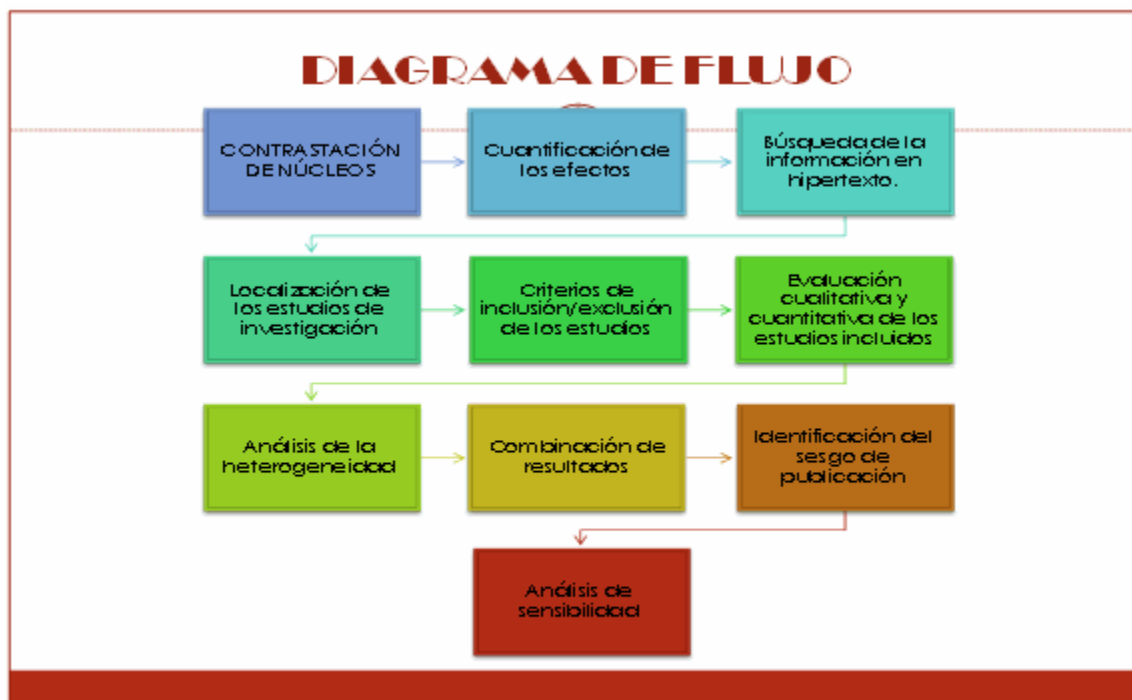 DIAGRAMA DE FLUJO
CONTRASTACIÓN
DE NÚCLEOS
Cuantificación de
los efectos
Búsqueda de la
información en
hipertexto.
Localización de
los estudios de
investigación
Criterios de
inclusión/exclusión
de los estudios
Evaluación
cualitativa y
cuantitativa de los
estudios incluidos
Análisis de la
heterogeneidad
Combinación de
resultados
Identificación del
sesgo de
publicación
Análisis de
sensibilidad